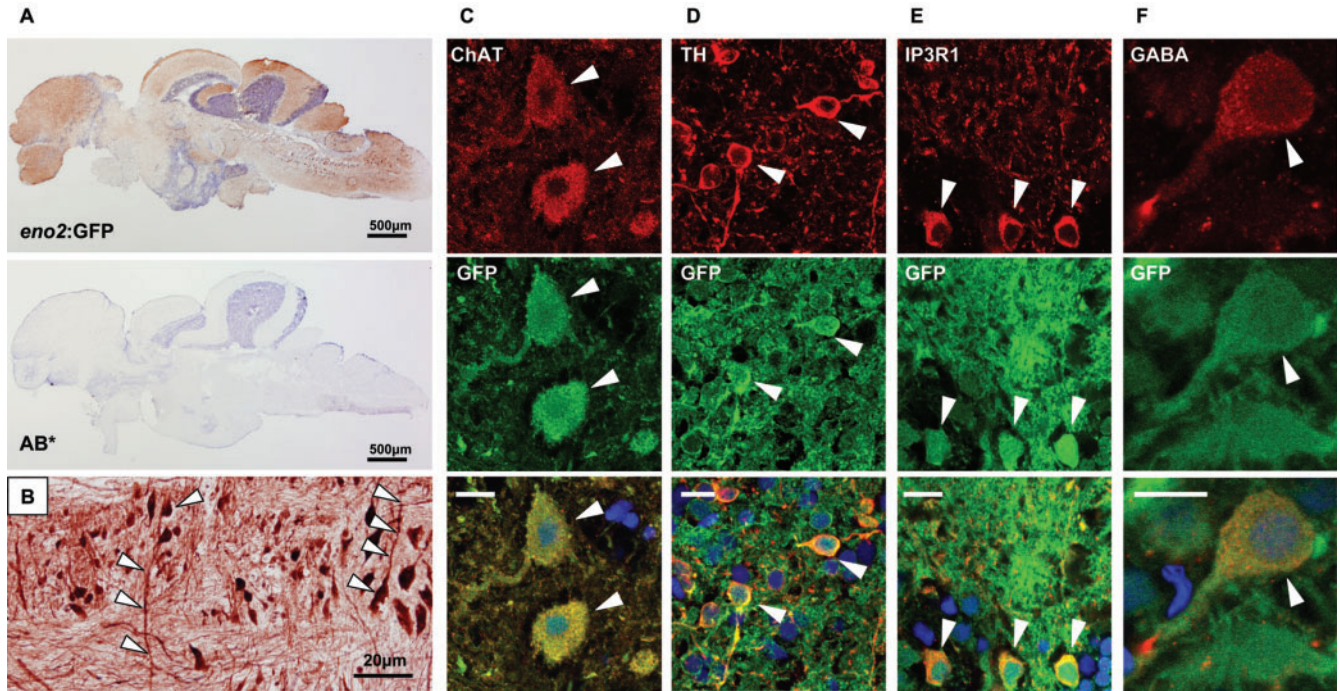 A
C
D
E
F
eno2:GFP
500µm
ChAT
TH
IP3R1
GABA
AB*
500µm
GFP
GFP
GFP
GFP
B
20µm